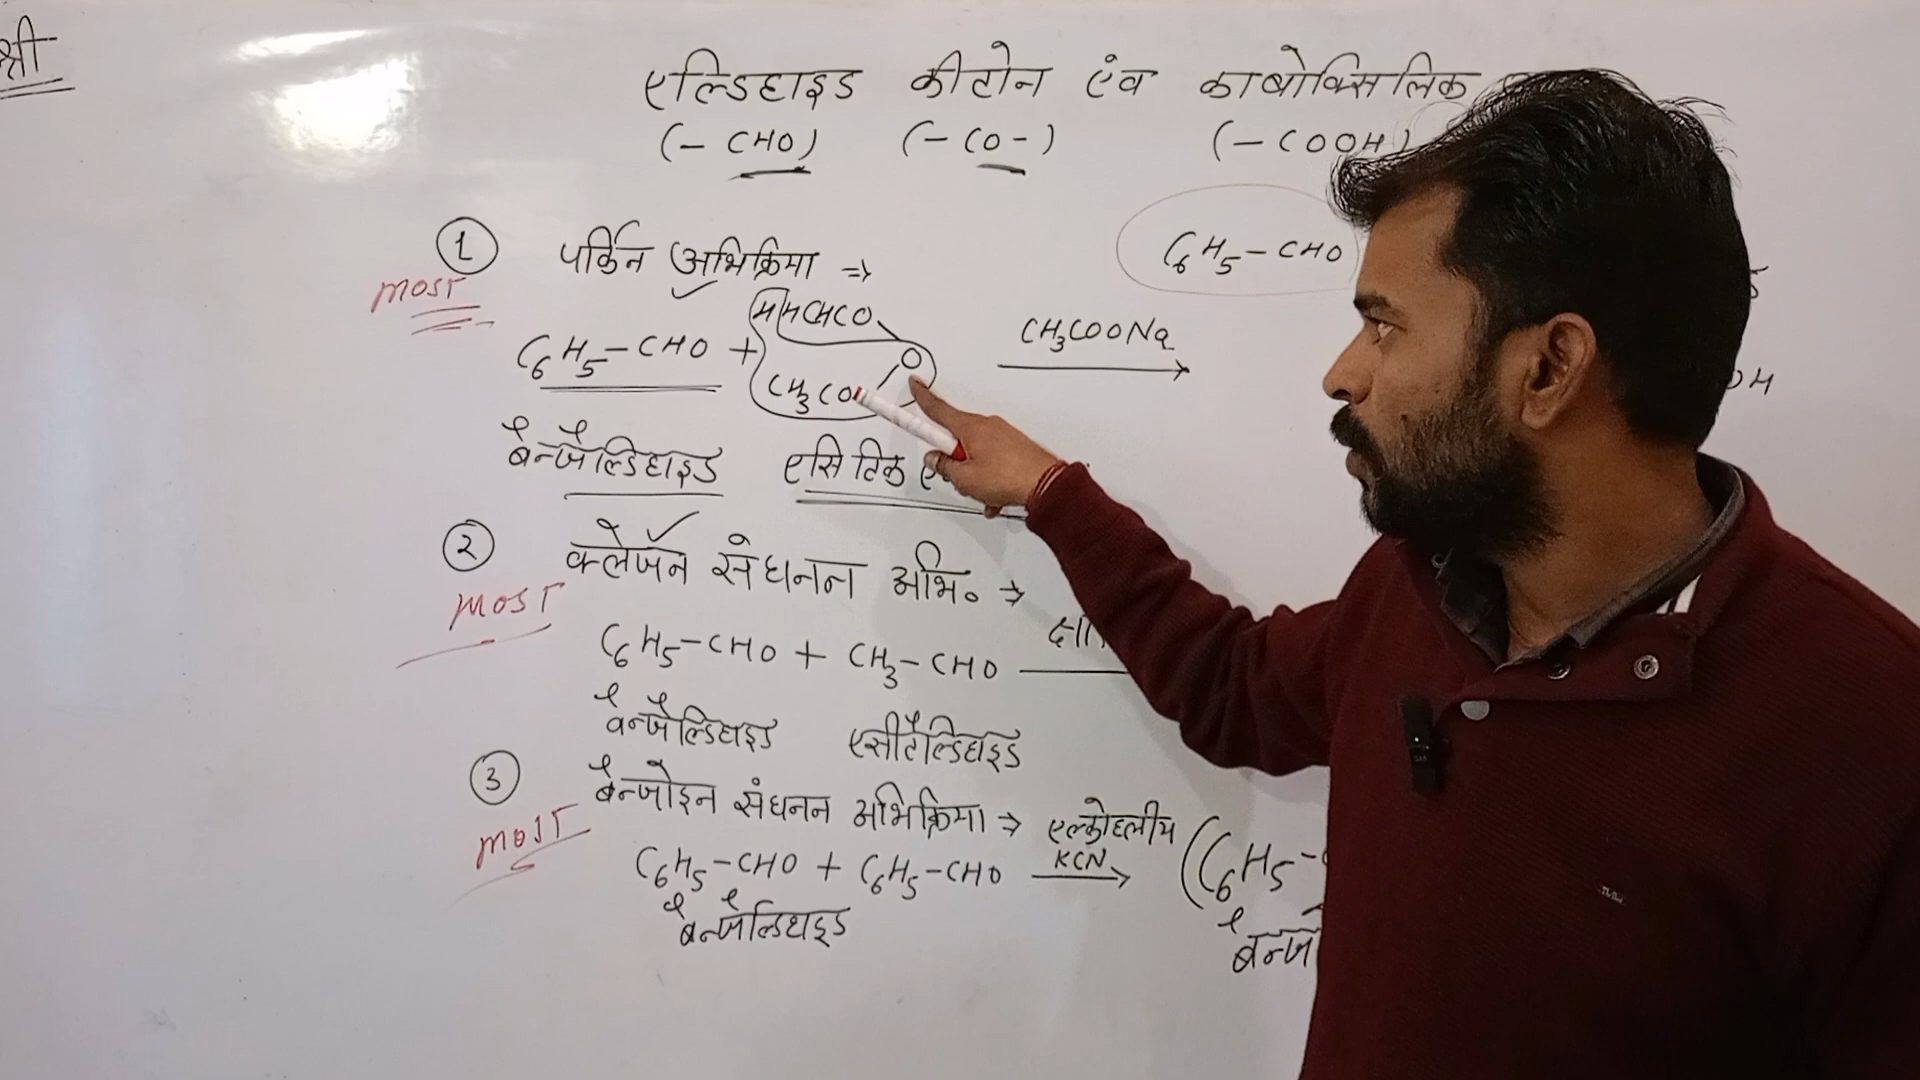 श्री
एल्डिहाइड कीटोन एंव काबोक्सिलिक
(- CHO) (- CO -) (- COOH)
1 पर्किन अभिक्रिया ⇒
C6H5-CHO
MOST
C6H5-CHO + HHCHCO O CH3CO CH3COONa →
OH
बैन्जैल्डिहाइड एसिटिक
2 क्लेजन संघनन अभि० →
MOST
C6H5-CHO + CH3-CHO
बैन्जैल्डिहाइड एसीटैल्डिहाइड
3 बैन्जोइन संघनन अभिक्रिया → एल्कोहलीय
MOST
C6H5-CHO + C6H5-CHO KCN → (C6H5-
बैन्जैल्डिहाइड